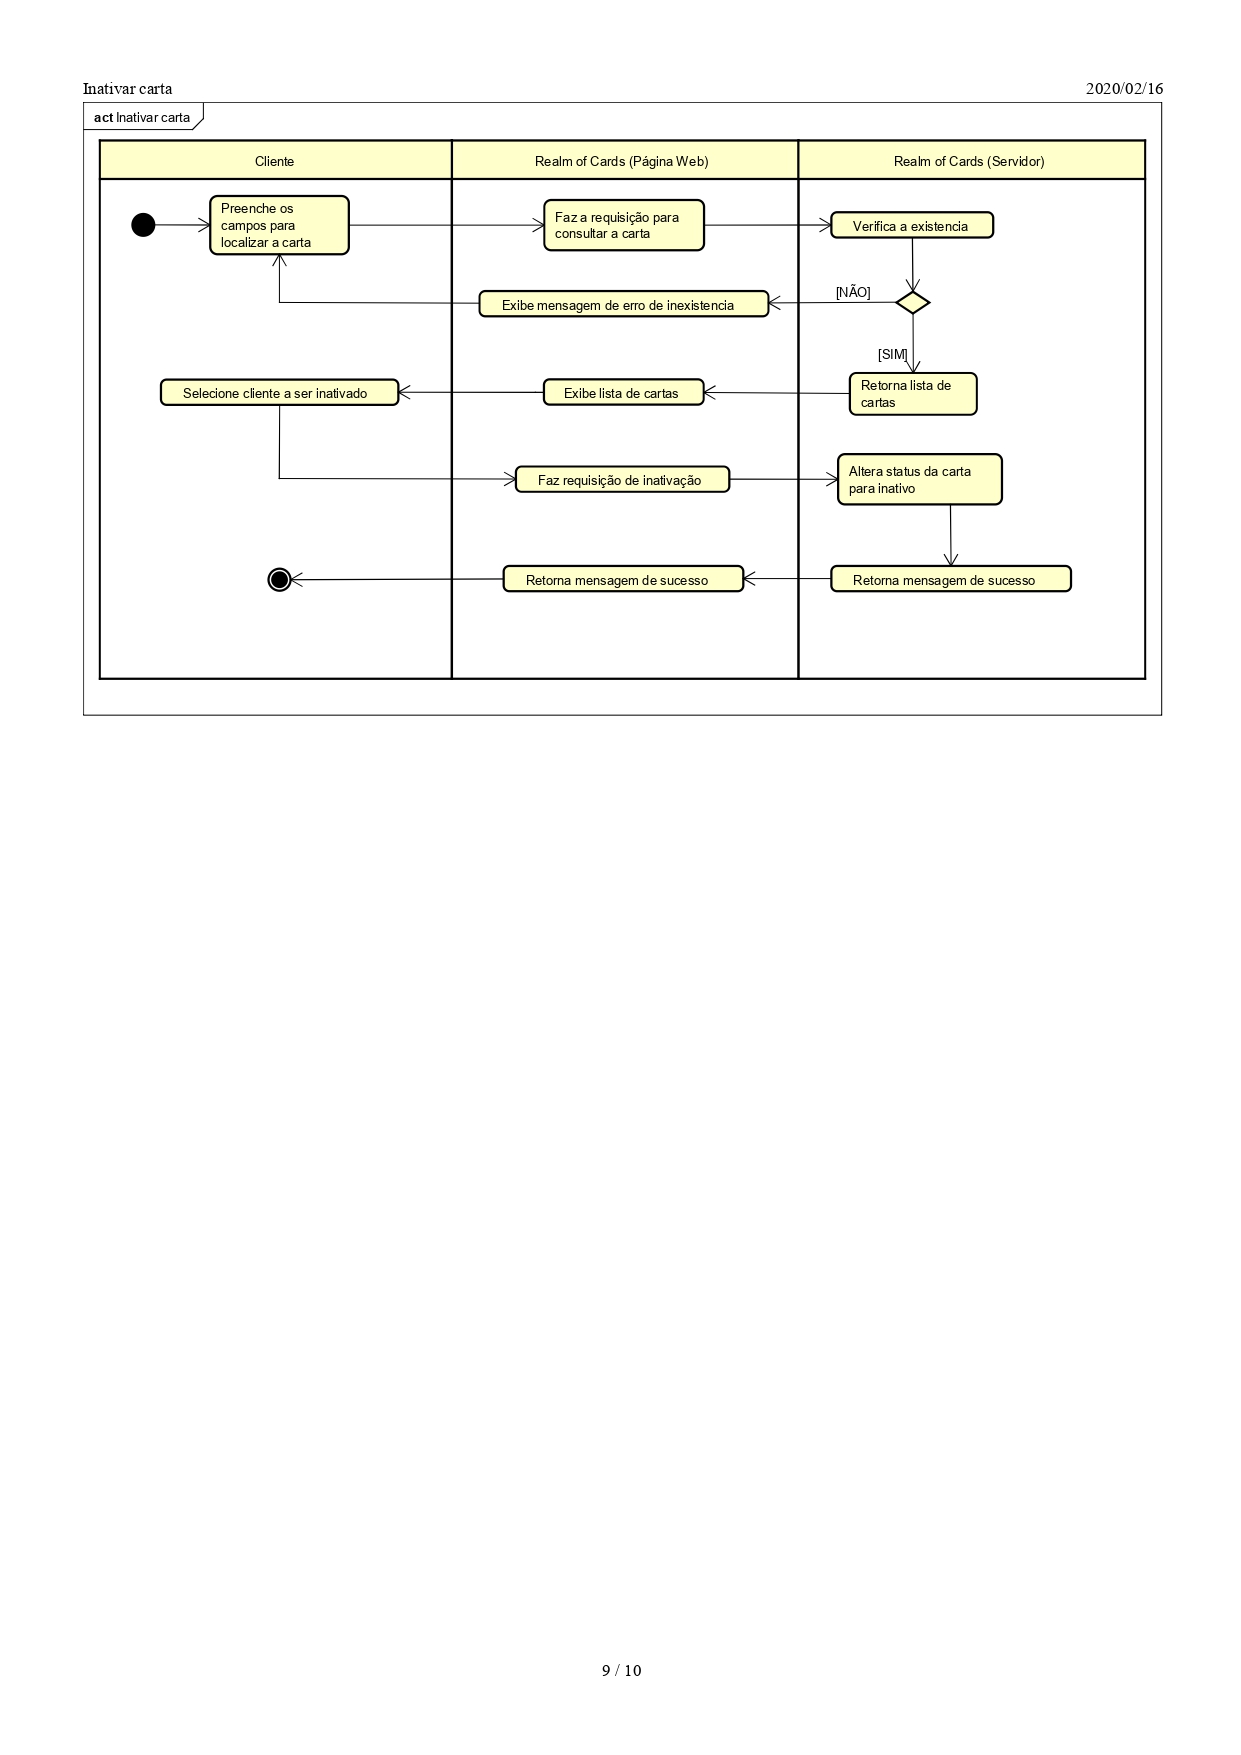 Inativar carta
2020/02/16
act Inativar carta
Cliente
Realm of Cards (Página Web)
Realm of Cards (Servidor)
Preenche os
campos para
localizar a carta
Faz a requisição para
consultar a carta
Verifica a existencia
[NÃO]
Exibe mensagem de erro de inexistencia
[SIM]
Selecione cliente a ser inativado
Exibe lista de cartas
Retorna lista de
cartas
Faz requisição de inativação
Altera status da carta
para inativo
Retorna mensagem de sucesso
Retorna mensagem de sucesso
9 / 10